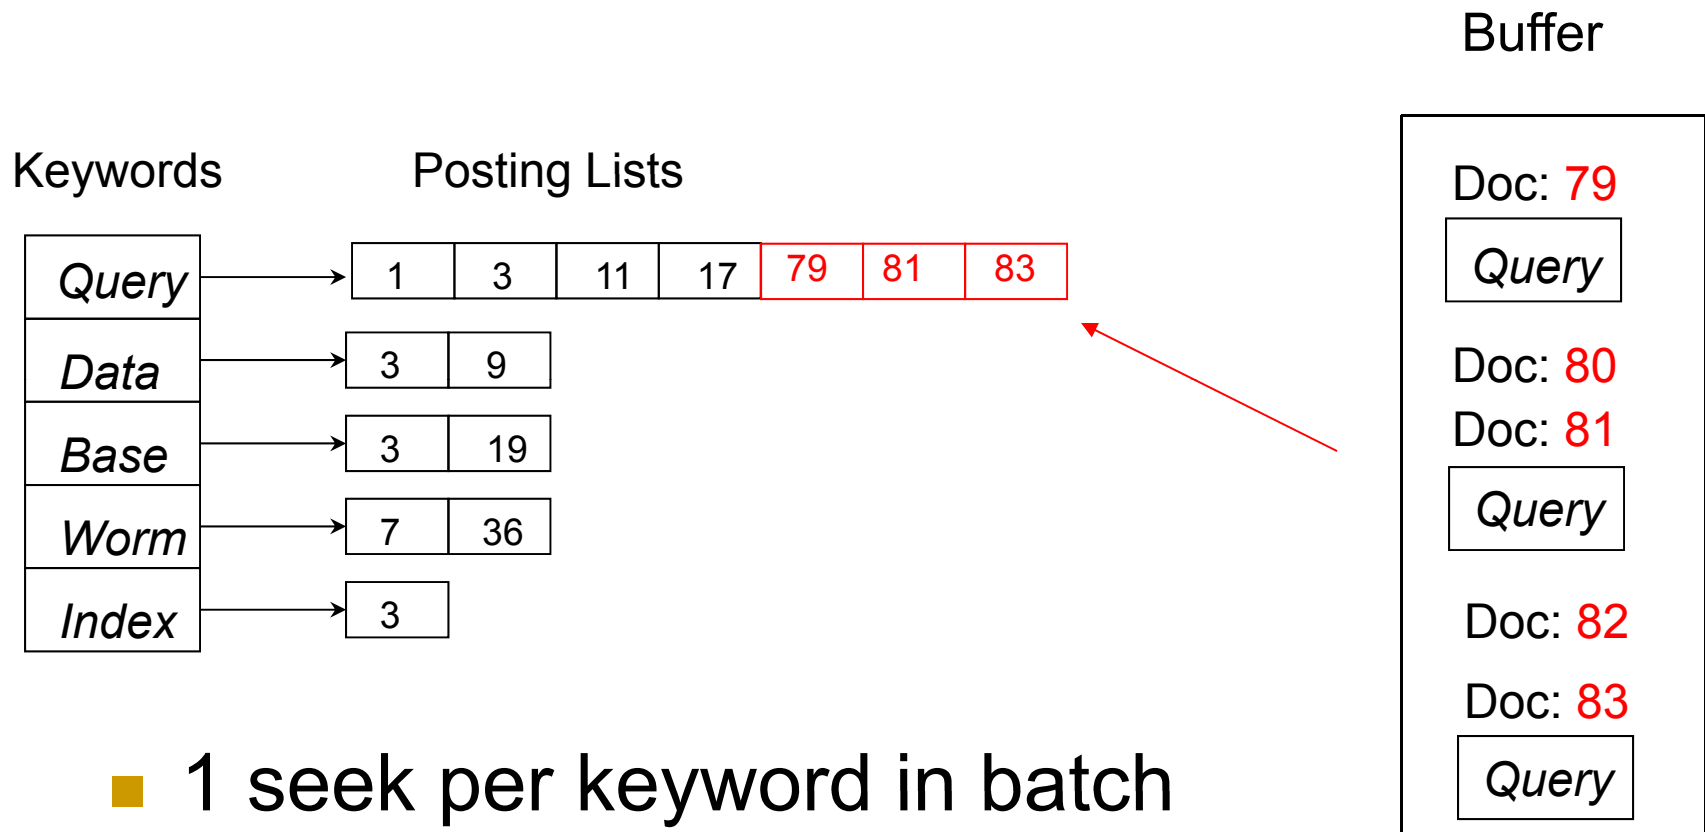 Buffer
Keywords
Posting Lists
Query
1 3 11 17 79 81 83
Data
3 9
Base
3 19
Worm
7 36
Index
3
Doc: 79
Query
Doc: 80
Doc: 81
Query
Doc: 82
Doc: 83
Query
1 seek per keyword in batch